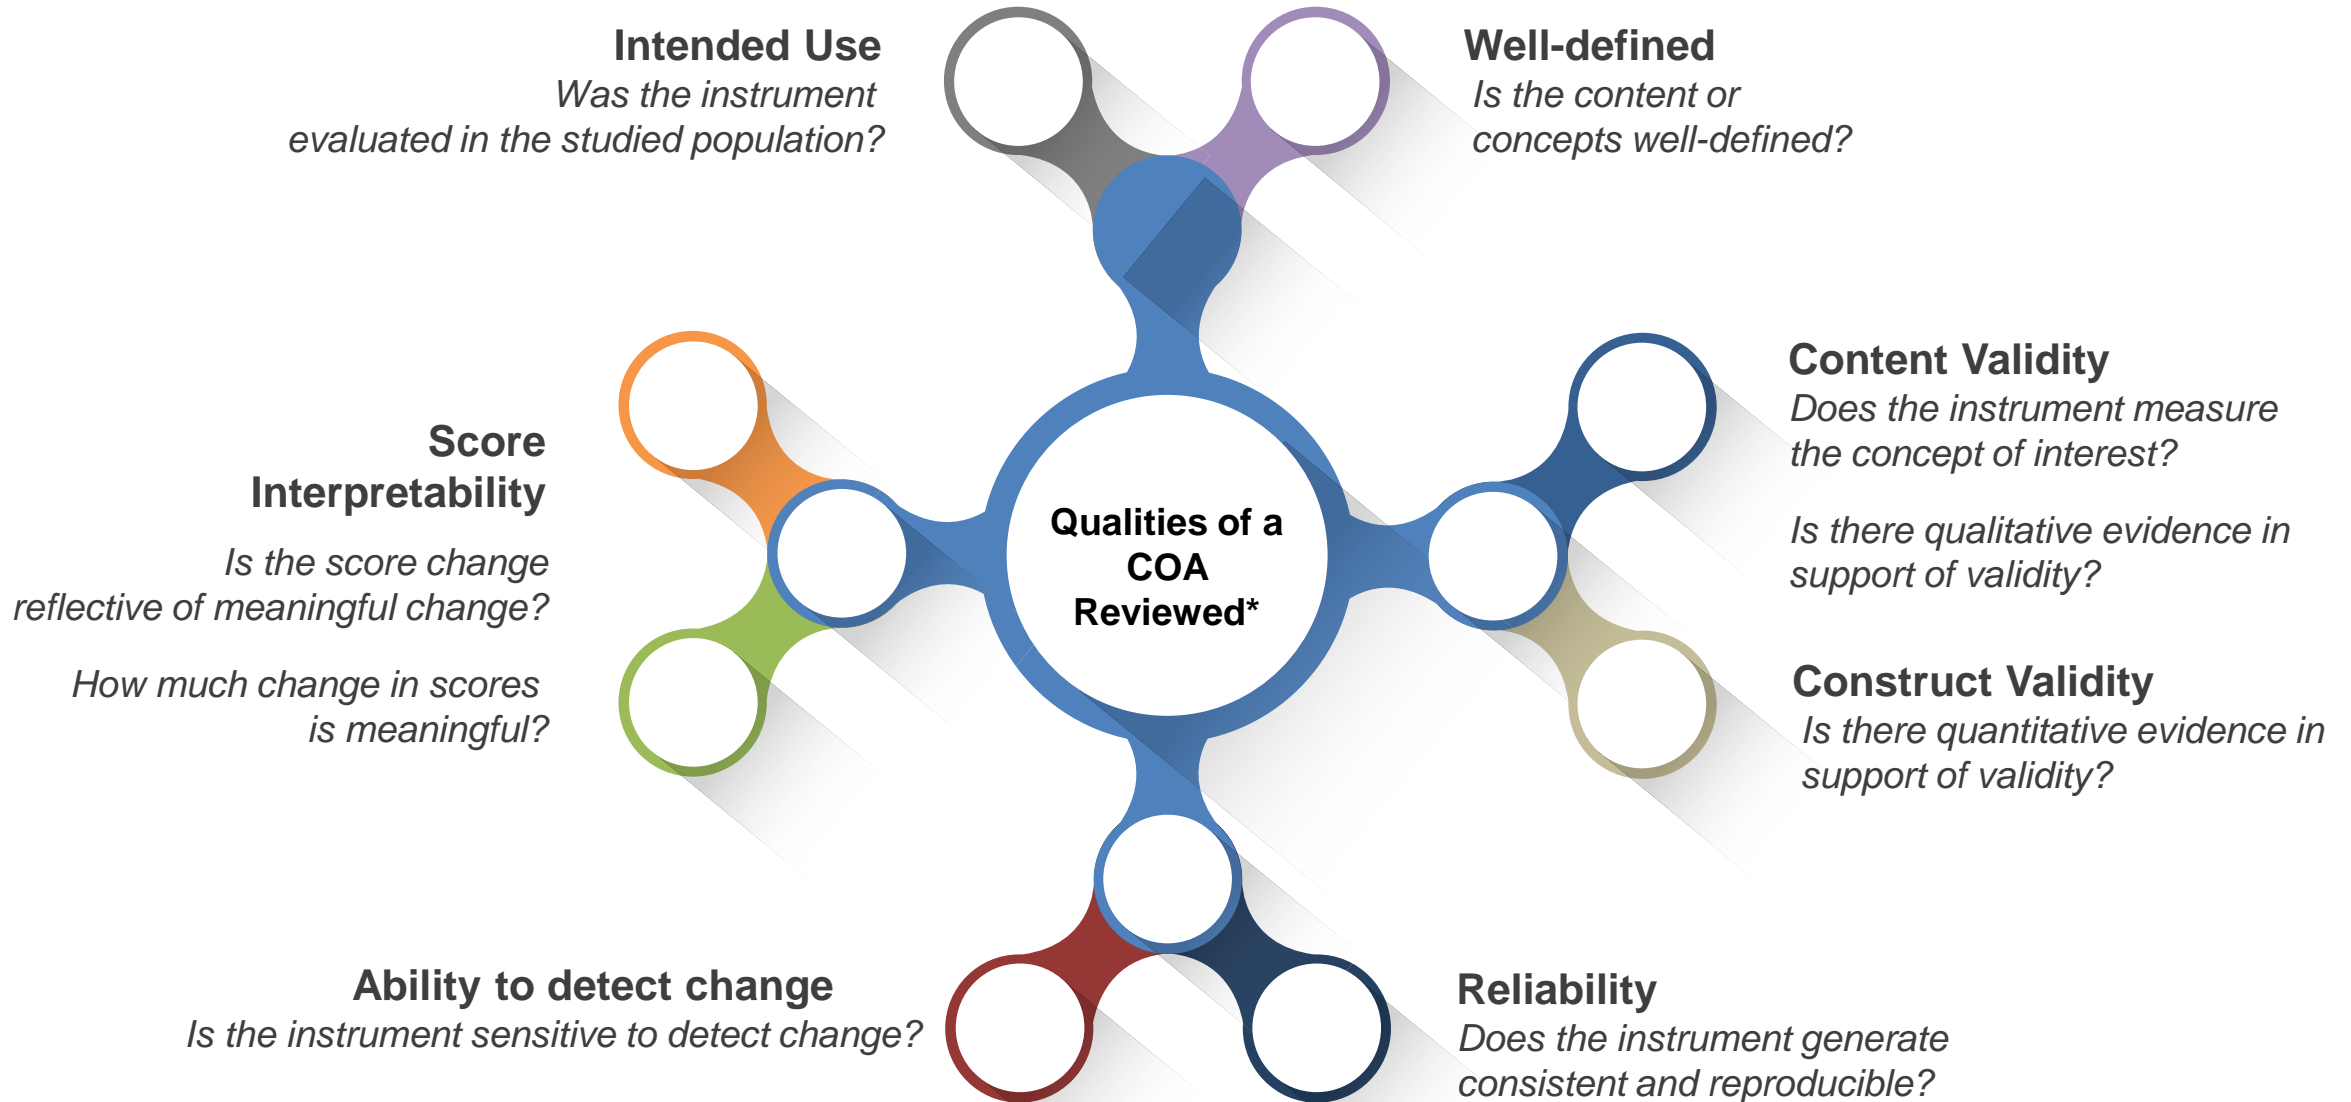 Intended Use
Was the instrument
evaluated in the studied population?
Well-defined
Is the content or
concepts well-defined?
Score
Interpretability
Is the score change
reflective of meaningful change?
How much change in scores
is meaningful?
Qualities of a
COA
Reviewed*
Content Validity
Does the instrument measure
the concept of interest?
Is there qualitative evidence in
support of validity?
Construct Validity
Is there quantitative evidence in
support of validity?
Ability to detect change
Is the instrument sensitive to detect change?
Reliability
Does the instrument generate
consistent and reproducible?